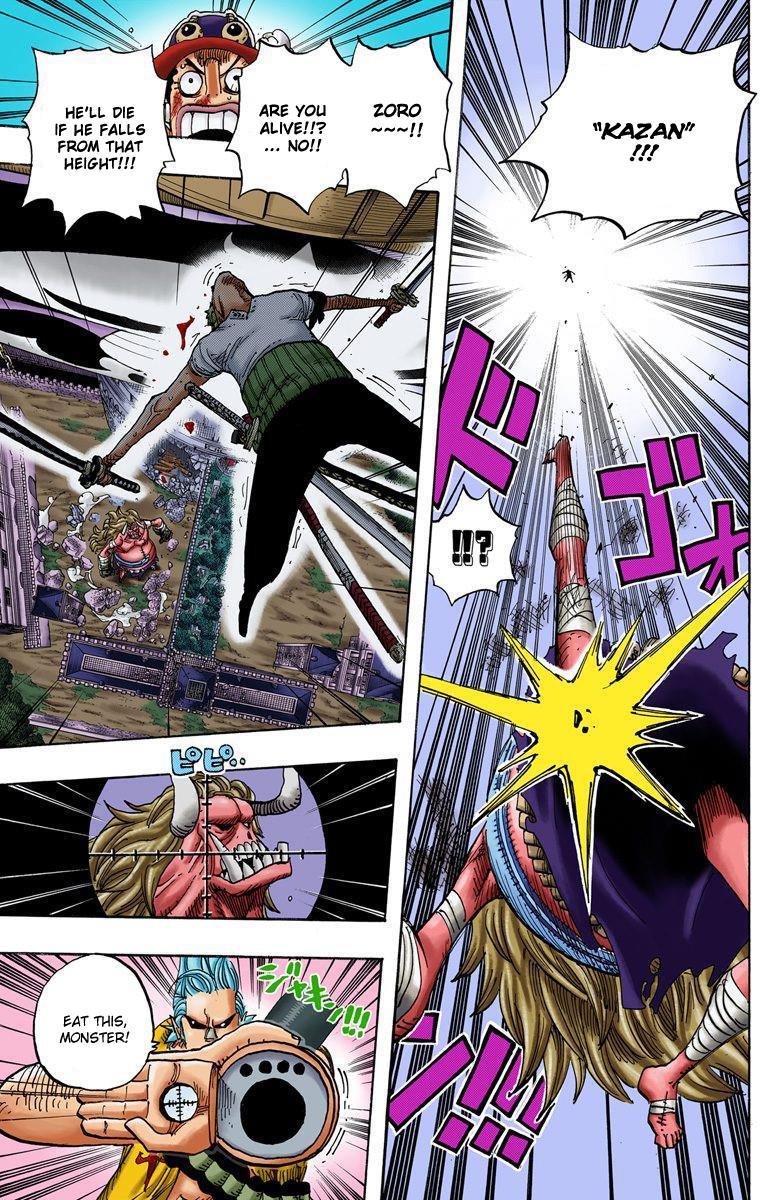 "KAZAN"
!!!
ドゴォン!!!
!!?
ZORO
~~~!!
ARE YOU
ALIVE!!?
... NO!!
HE'LL DIE
IF HE FALLS
FROM THAT
HEIGHT!!!
ピピ..
ジャキン!!!
EAT THIS,
MONSTER!